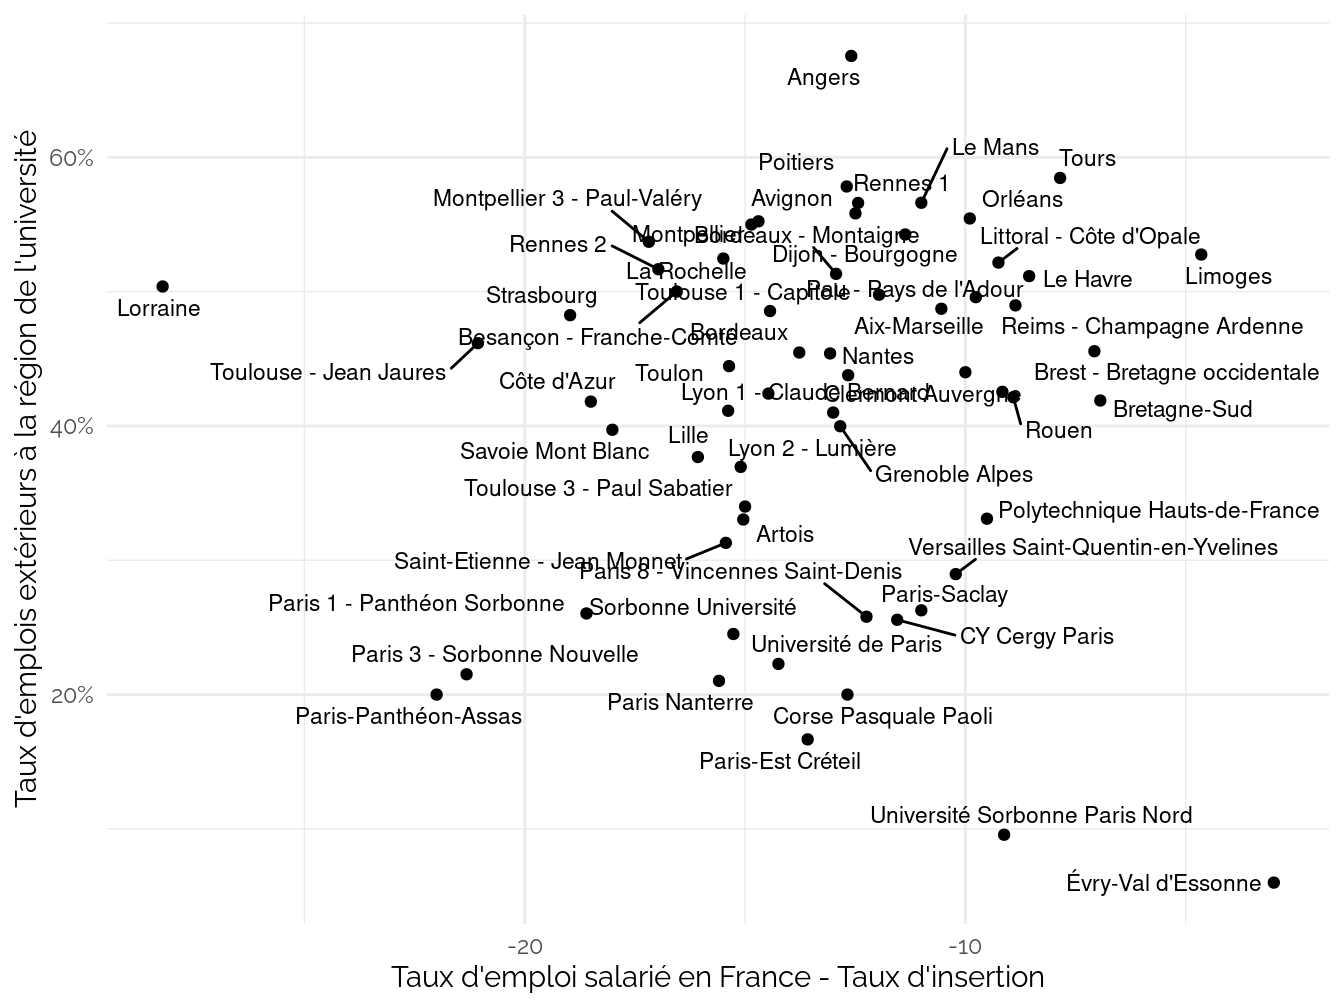 Angers
Le Mans
60%
Poitiers
Tours
Rennes 1
Montpellier 3 - Paul-Valéry
Avignon
Orléans
Montpellier
Bordeaux - Montaigne
Littoral - Côte d'Opale
Rennes 2
Dijon - Bourgogne
La Rochelle
Limoges
Le Havre
Toulouse 1 - Capitole
Pau - Pays de l'Adour
Strasbourg
Lorraine
Aix-Marseille
Reims - Champagne Ardenne
Besançon - Franche-Comté
Bordeaux
Nantes
Toulouse - Jean Jaures
Toulon
Brest - Bretagne occidentale
Côte d'Azur
Lyon 1 - Claude Bernard
Clermont Auvergne
Bretagne-Sud
40%
Rouen
Lille
Savoie Mont Blanc
Lyon 2 - Lumière
Grenoble Alpes
Toulouse 3 - Paul Sabatier
Polytechnique Hauts-de-France
Artois
Versailles Saint-Quentin-en-Yvelines
Saint-Etienne - Jean Monnet
Paris 8 - Vincennes Saint-Denis
Paris-Saclay
Paris 1 - Panthéon Sorbonne
Sorbonne Université
CY Cergy Paris
Université de Paris
Paris 3 - Sorbonne Nouvelle
20%
Paris Nanterre
Paris-Panthéon-Assas
Corse Pasquale Paoli
Paris-Est Créteil
Université Sorbonne Paris Nord
Évry-Val d'Essonne
-20
-10
Taux d'emploi salarié en France - Taux d'insertion
Taux d'emplois extérieurs à la région de l'université